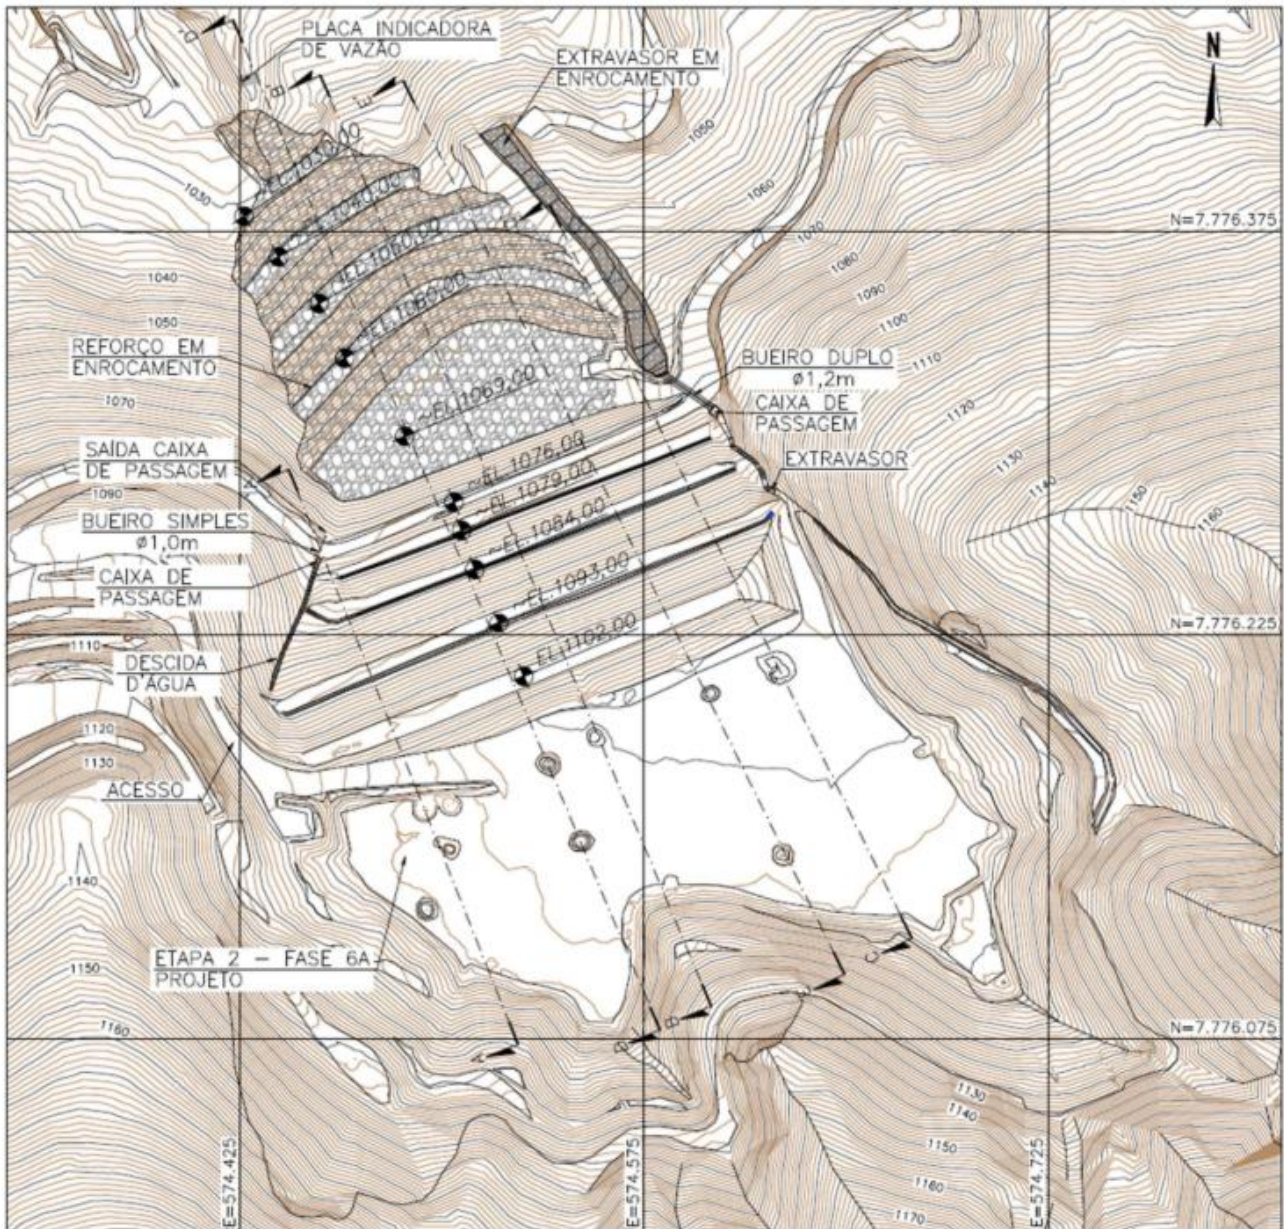 PLACA INDICADORA
DE VAZÃO
EXTRAVASOR EM
ENROCAMENTO
N
1050
1030
~EL.1030,00
~EL.1040,00
1060
N=7.776.375
1070
1080
1040
~EL.1060,00
1090
~EL.1080,00
1050
1100
REFORÇO EM
ENROCAMENTO
1110
BUEIRO DUPLO
ø1,2m
~EL.1069,00
CAIXA DE
PASSAGEM
1070
1120
SAÍDA CAIXA
DE PASSAGEM
1130
EXTRAVASOR
~EL.1076,00
1140
1150
1160
1090
~EL.1079,00
BUEIRO SIMPLES
ø1,0m
~EL.1084,00
CAIXA DE
PASSAGEM
~EL.1093,00
N=7.776.225
EL.1102,00
1110
DESCIDA
D'ÁGUA
1120
1130
ACESSO
1140
ETAPA 2 – FASE 6A
PROJETO
1150
1160
N=7.776.075
1130
1140
1150
1160
1170
E=574.425
E=574.575
E=574.725